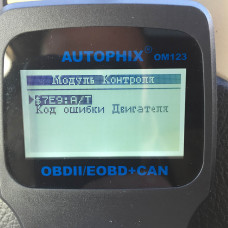 AUTOPHIX OM123
Модуль Контроля
$7E9:A/T
Код ошибки Двигателя
OBDII/EOBD+CAN